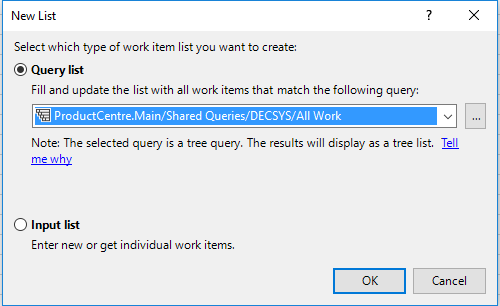 New List
?
Select which type of work item list you want to create:
Query list
Fill and update the list with all work items that match the following query:
ProductCentre.Main/Shared Queries/DECSYS/All Work
...
Note: The selected query is a tree query. The results will display as a tree list. Tell
me why
Input list
Enter new or get individual work items.
OK Cancel